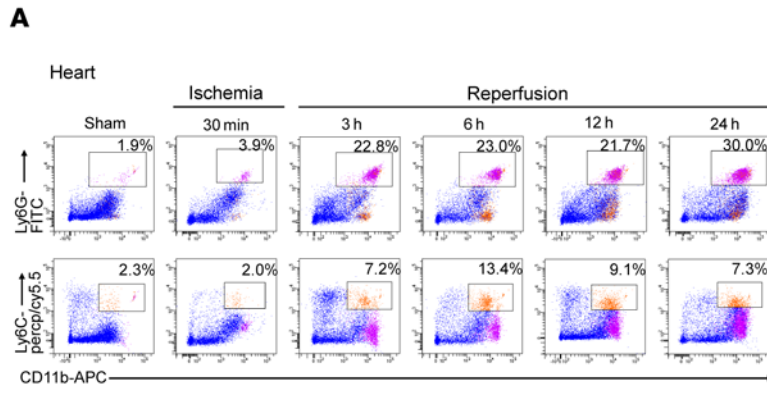 A
Heart
Ischemia Reperfusion
Sham 30 min 3 h 6 h 12 h 24 h
1.9% 3.9% 22.8% 23.0% 21.7% 30.0%
Ly6G-
FITC
2.3% 2.0% 7.2% 13.4% 9.1% 7.3%
Ly6C-
percp/cy5.5
CD11b-APC